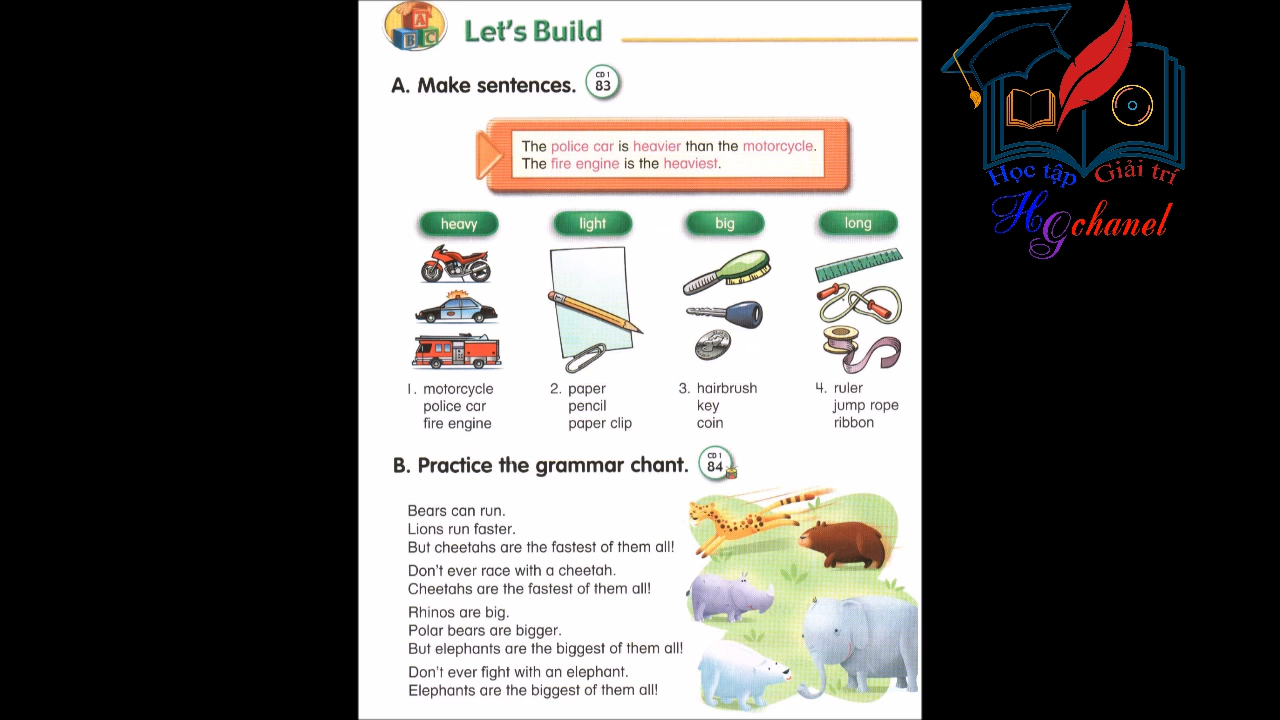 A
B C
Let's Build
A. Make sentences.
CD 1
83
The police car is heavier than the motorcycle.
The fire engine is the heaviest.
heavy
light
big
long
1. motorcycle
police car
fire engine
2. paper
pencil
paper clip
3. hairbrush
key
coin
4. ruler
jump rope
ribbon
B. Practice the grammar chant.
CD 1
84
Bears can run.
Lions run faster.
But cheetahs are the fastest of them all!
Don't ever race with a cheetah.
Cheetahs are the fastest of them all!
Rhinos are big.
Polar bears are bigger.
But elephants are the biggest of them all!
Don't ever fight with an elephant.
Elephants are the biggest of them all!
Học tập Giải trí
HGchanel